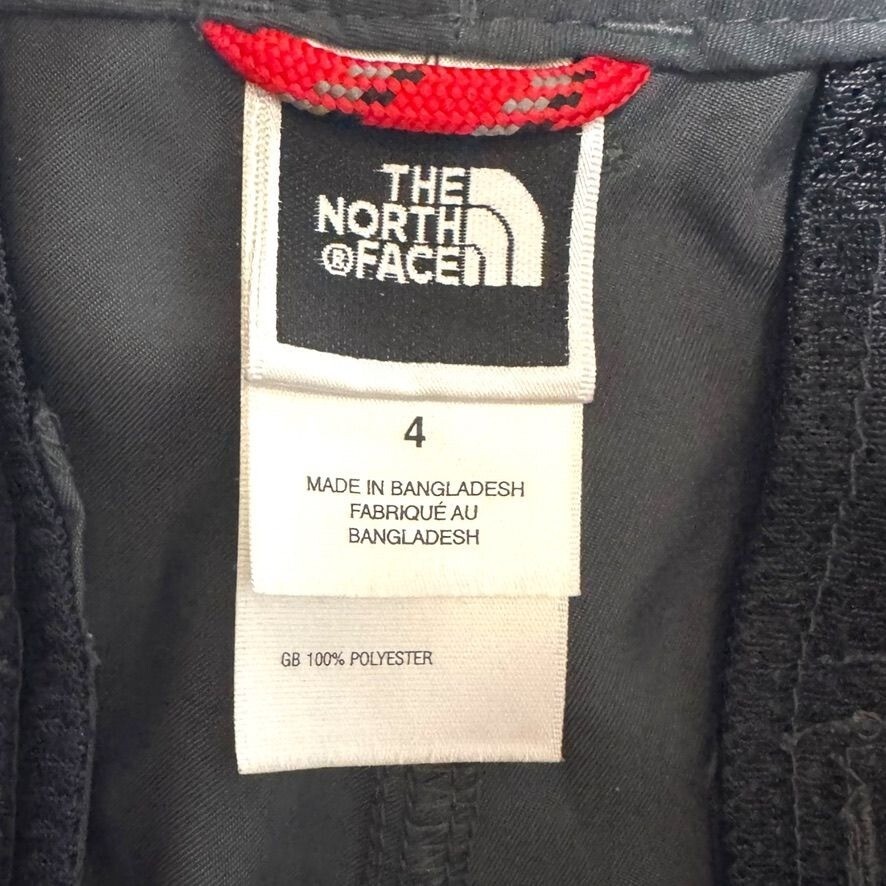 THE
NORTH
®FACE
4
MADE IN BANGLADESH
FABRIQUÉ AU
BANGLADESH
GB 100% POLYESTER